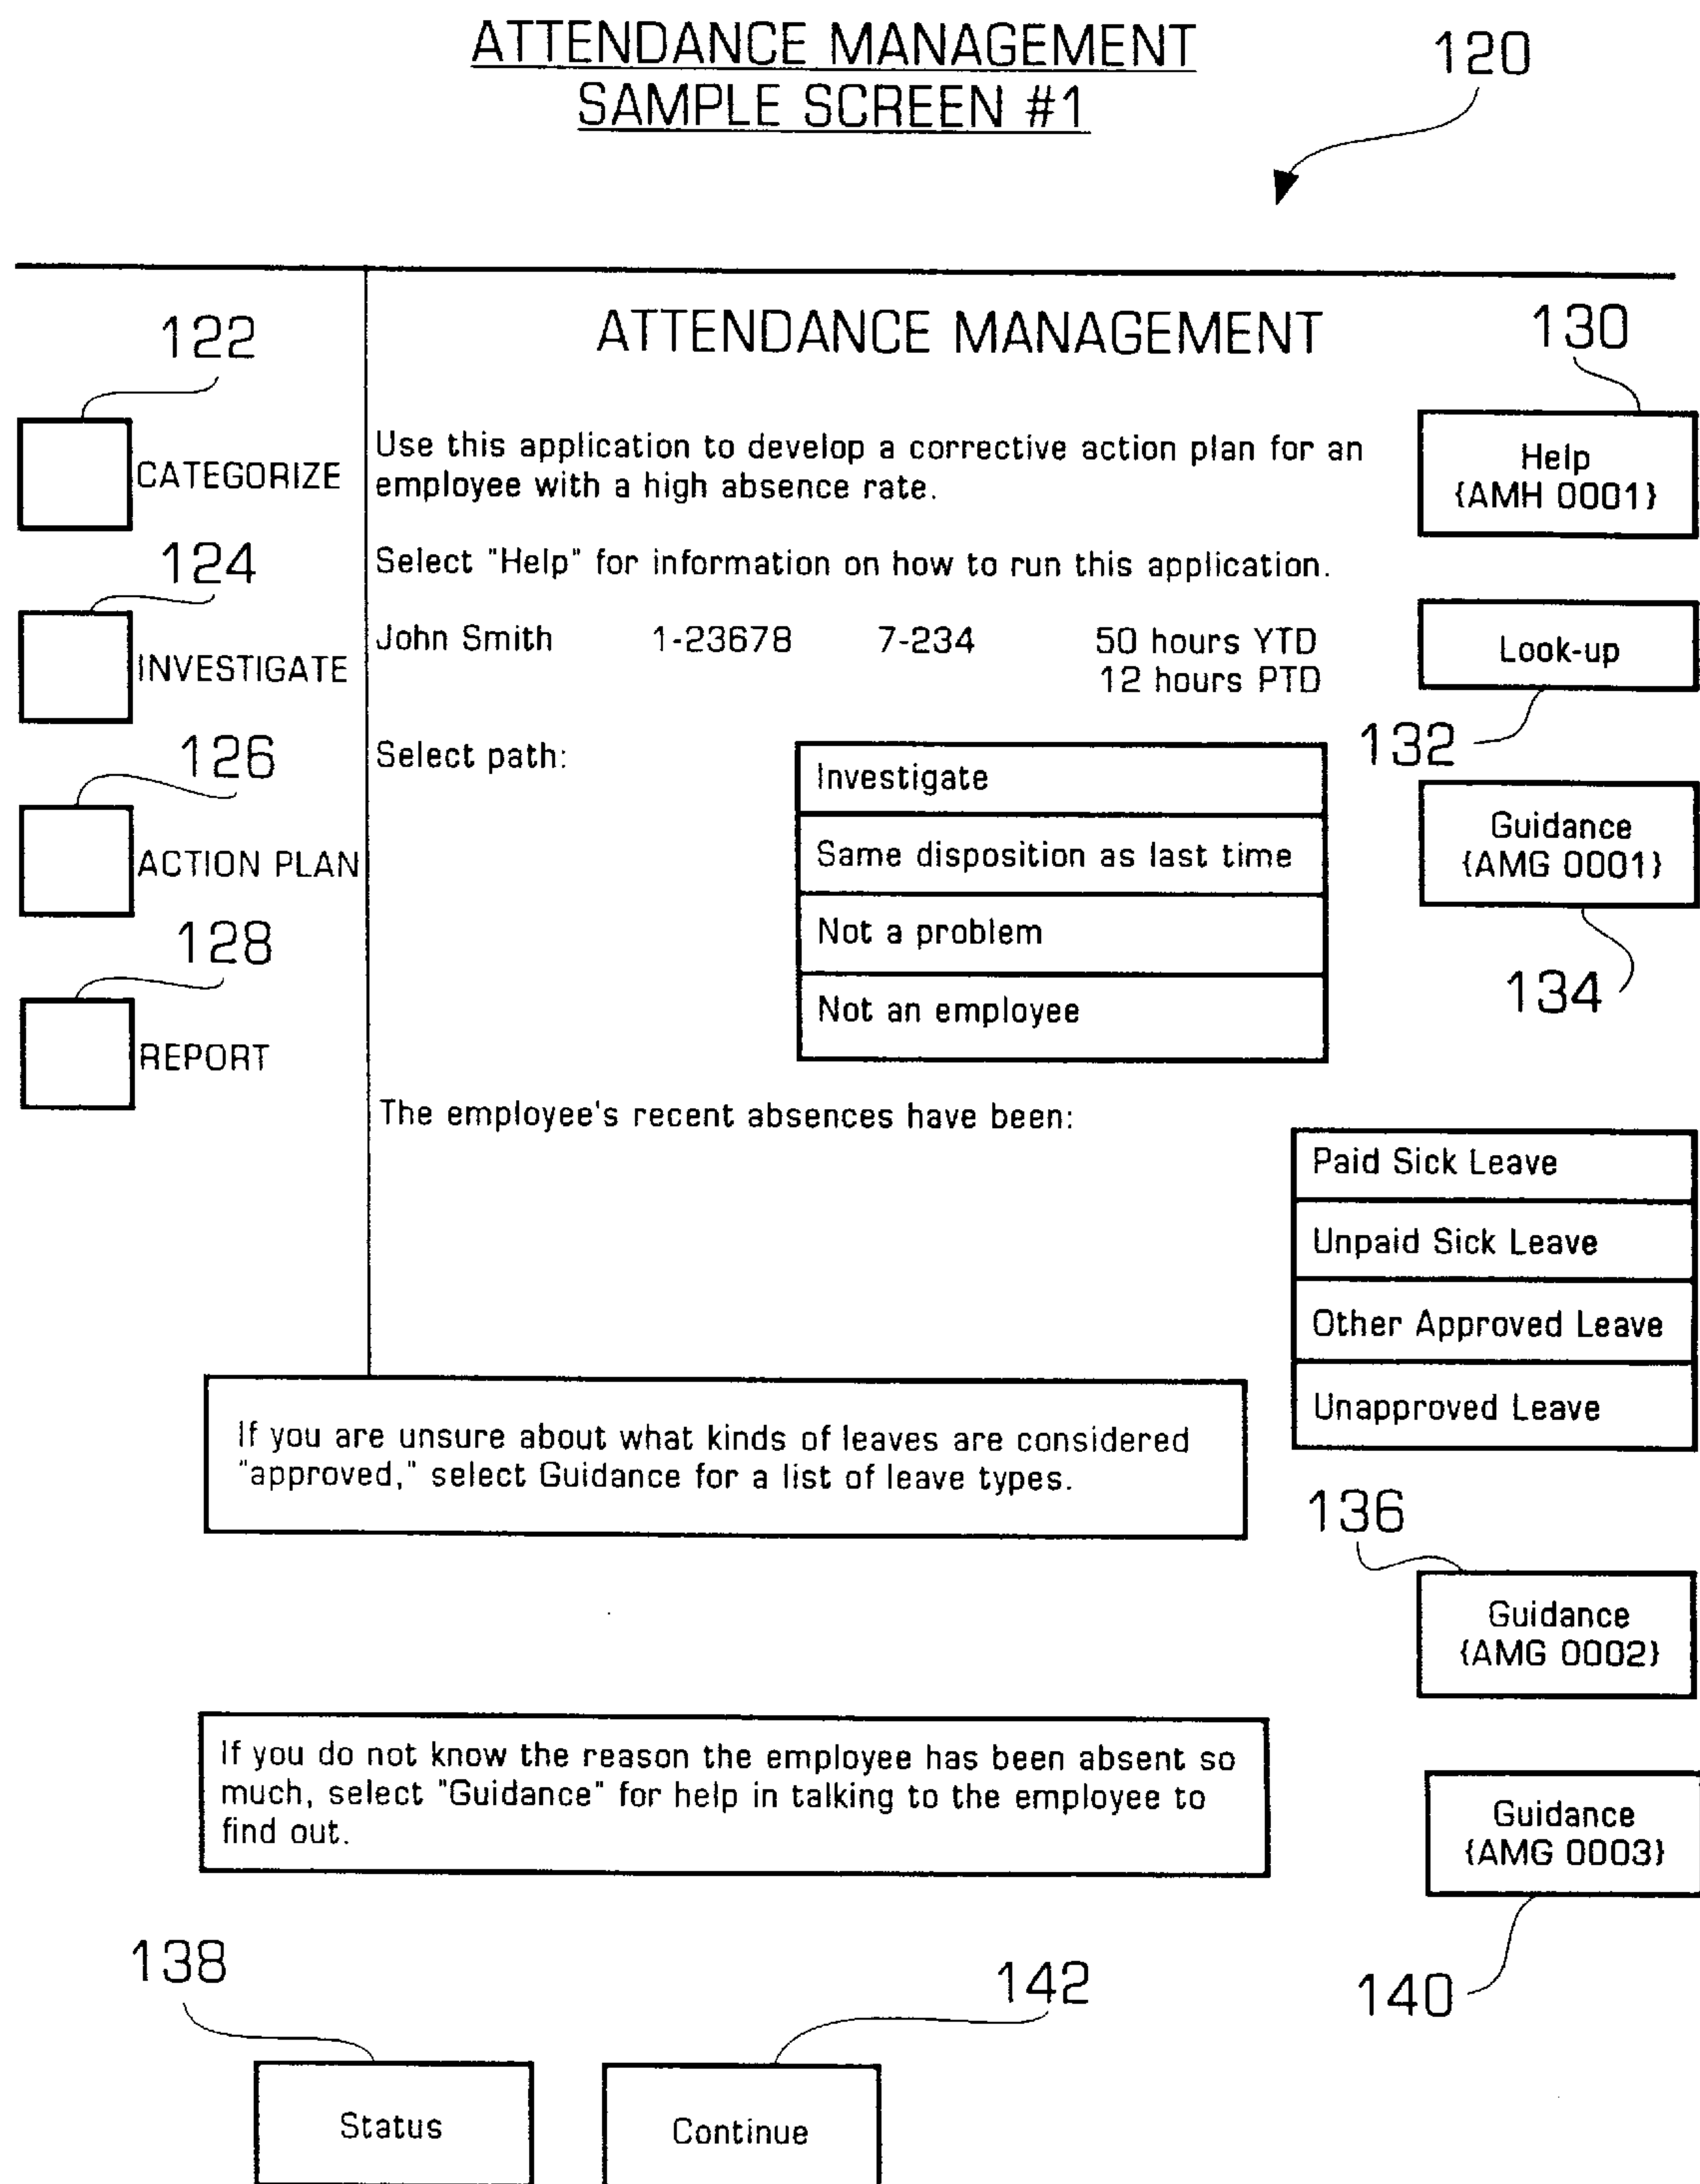 ATTENDANCE MANAGEMENT
SAMPLE SCREEN #1
120
122
ATTENDANCE MANAGEMENT
130
CATEGORIZE
Use this application to develop a corrective action plan for an
employee with a high absence rate.
Help
{AMH 0001}
124
Select "Help" for information on how to run this application.
INVESTIGATE
John Smith 1-23678 7-234 50 hours YTD
12 hours PTD
Look-up
132
126
Select path:
Investigate
Same disposition as last time
Not a problem
Not an employee
Guidance
{AMG 0001}
134
ACTION PLAN
128
REPORT
The employee's recent absences have been:
Paid Sick Leave
Unpaid Sick Leave
Other Approved Leave
Unapproved Leave
If you are unsure about what kinds of leaves are considered
"approved," select Guidance for a list of leave types.
136
Guidance
{AMG 0002}
If you do not know the reason the employee has been absent so
much, select "Guidance" for help in talking to the employee to
find out.
Guidance
{AMG 0003}
140
138
142
Status
Continue